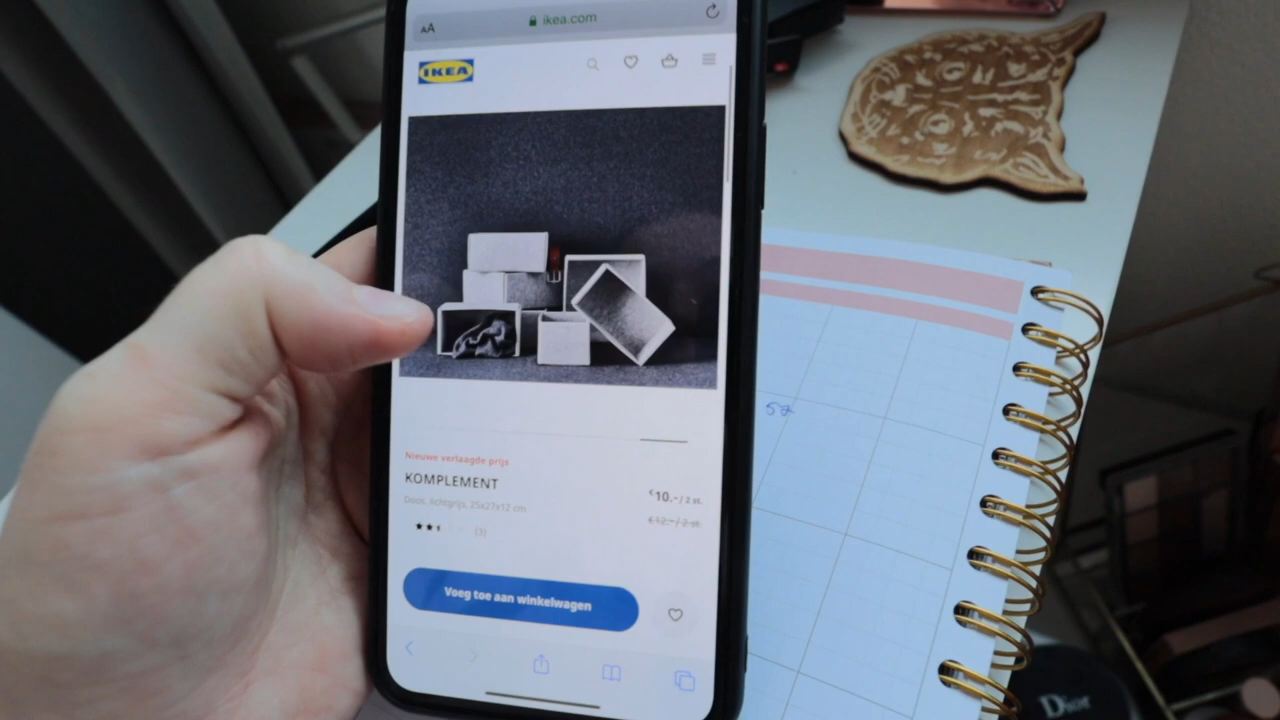 AA ikea.com
IKEA
Nieuwe verlaagde prijs
KOMPLEMENT
€10.-/ 2 st.
Doos, lichtgrijs, 25x27x12 cm
€12.-/ 2 st.
(3)
Voeg toe aan winkelwagen
52
Dior